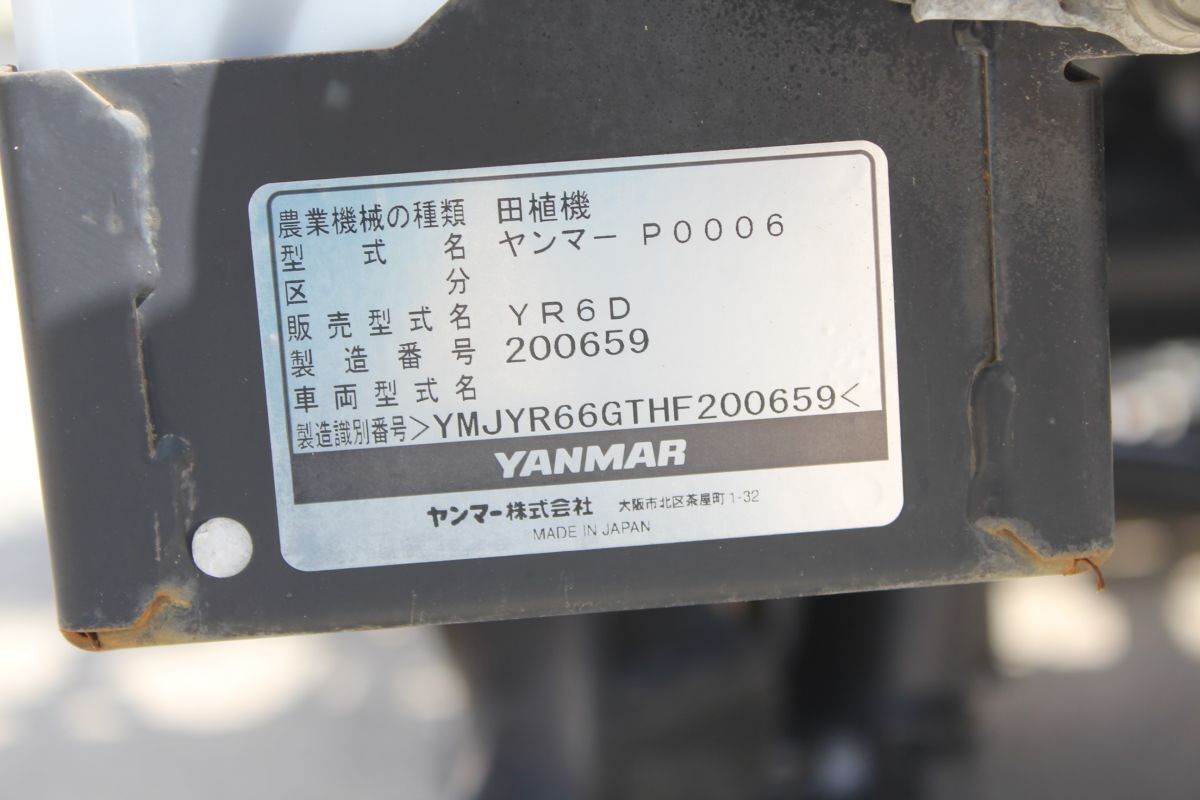 農業機械の種類 田植機
型式名 ヤンマー P0006
区分
販売型式名 YR6D
製造番号 200659
車両型式名
製造識別番号>YMJYR66GTHF200659<
YANMAR
ヤンマー株式会社 大阪市北区茶屋町1-32
MADE IN JAPAN